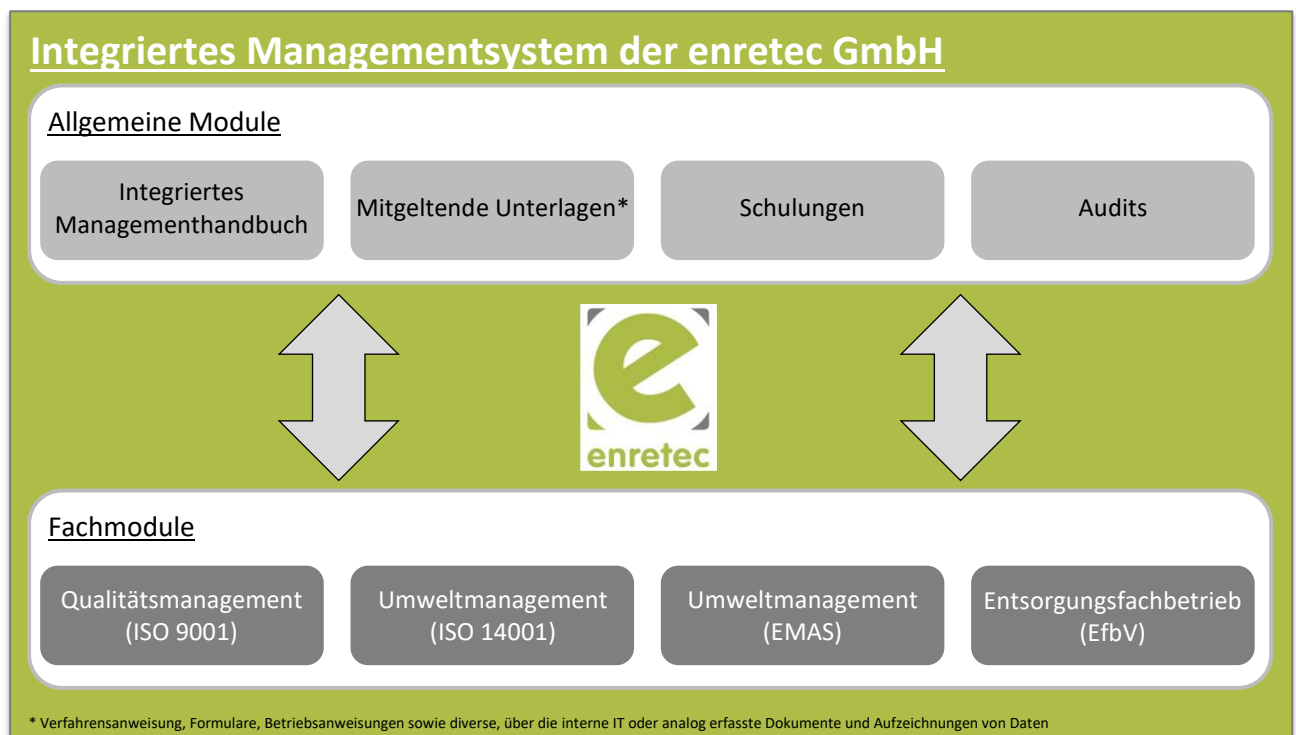 Integriertes Managementsystem der enretec GmbH
Allgemeine Module
Integriertes
Managementhandbuch
Mitgeltende Unterlagen*
Schulungen
Audits
enretec
Fachmodule
Qualitätsmanagement
(ISO 9001)
Umweltmanagement
(ISO 14001)
Umweltmanagement
(EMAS)
Entsorgungsfachbetrieb
(EfbV)
* Verfahrensanweisung, Formulare, Betriebsanweisungen sowie diverse, über die interne IT oder analog erfasste Dokumente und Aufzeichnungen von Daten